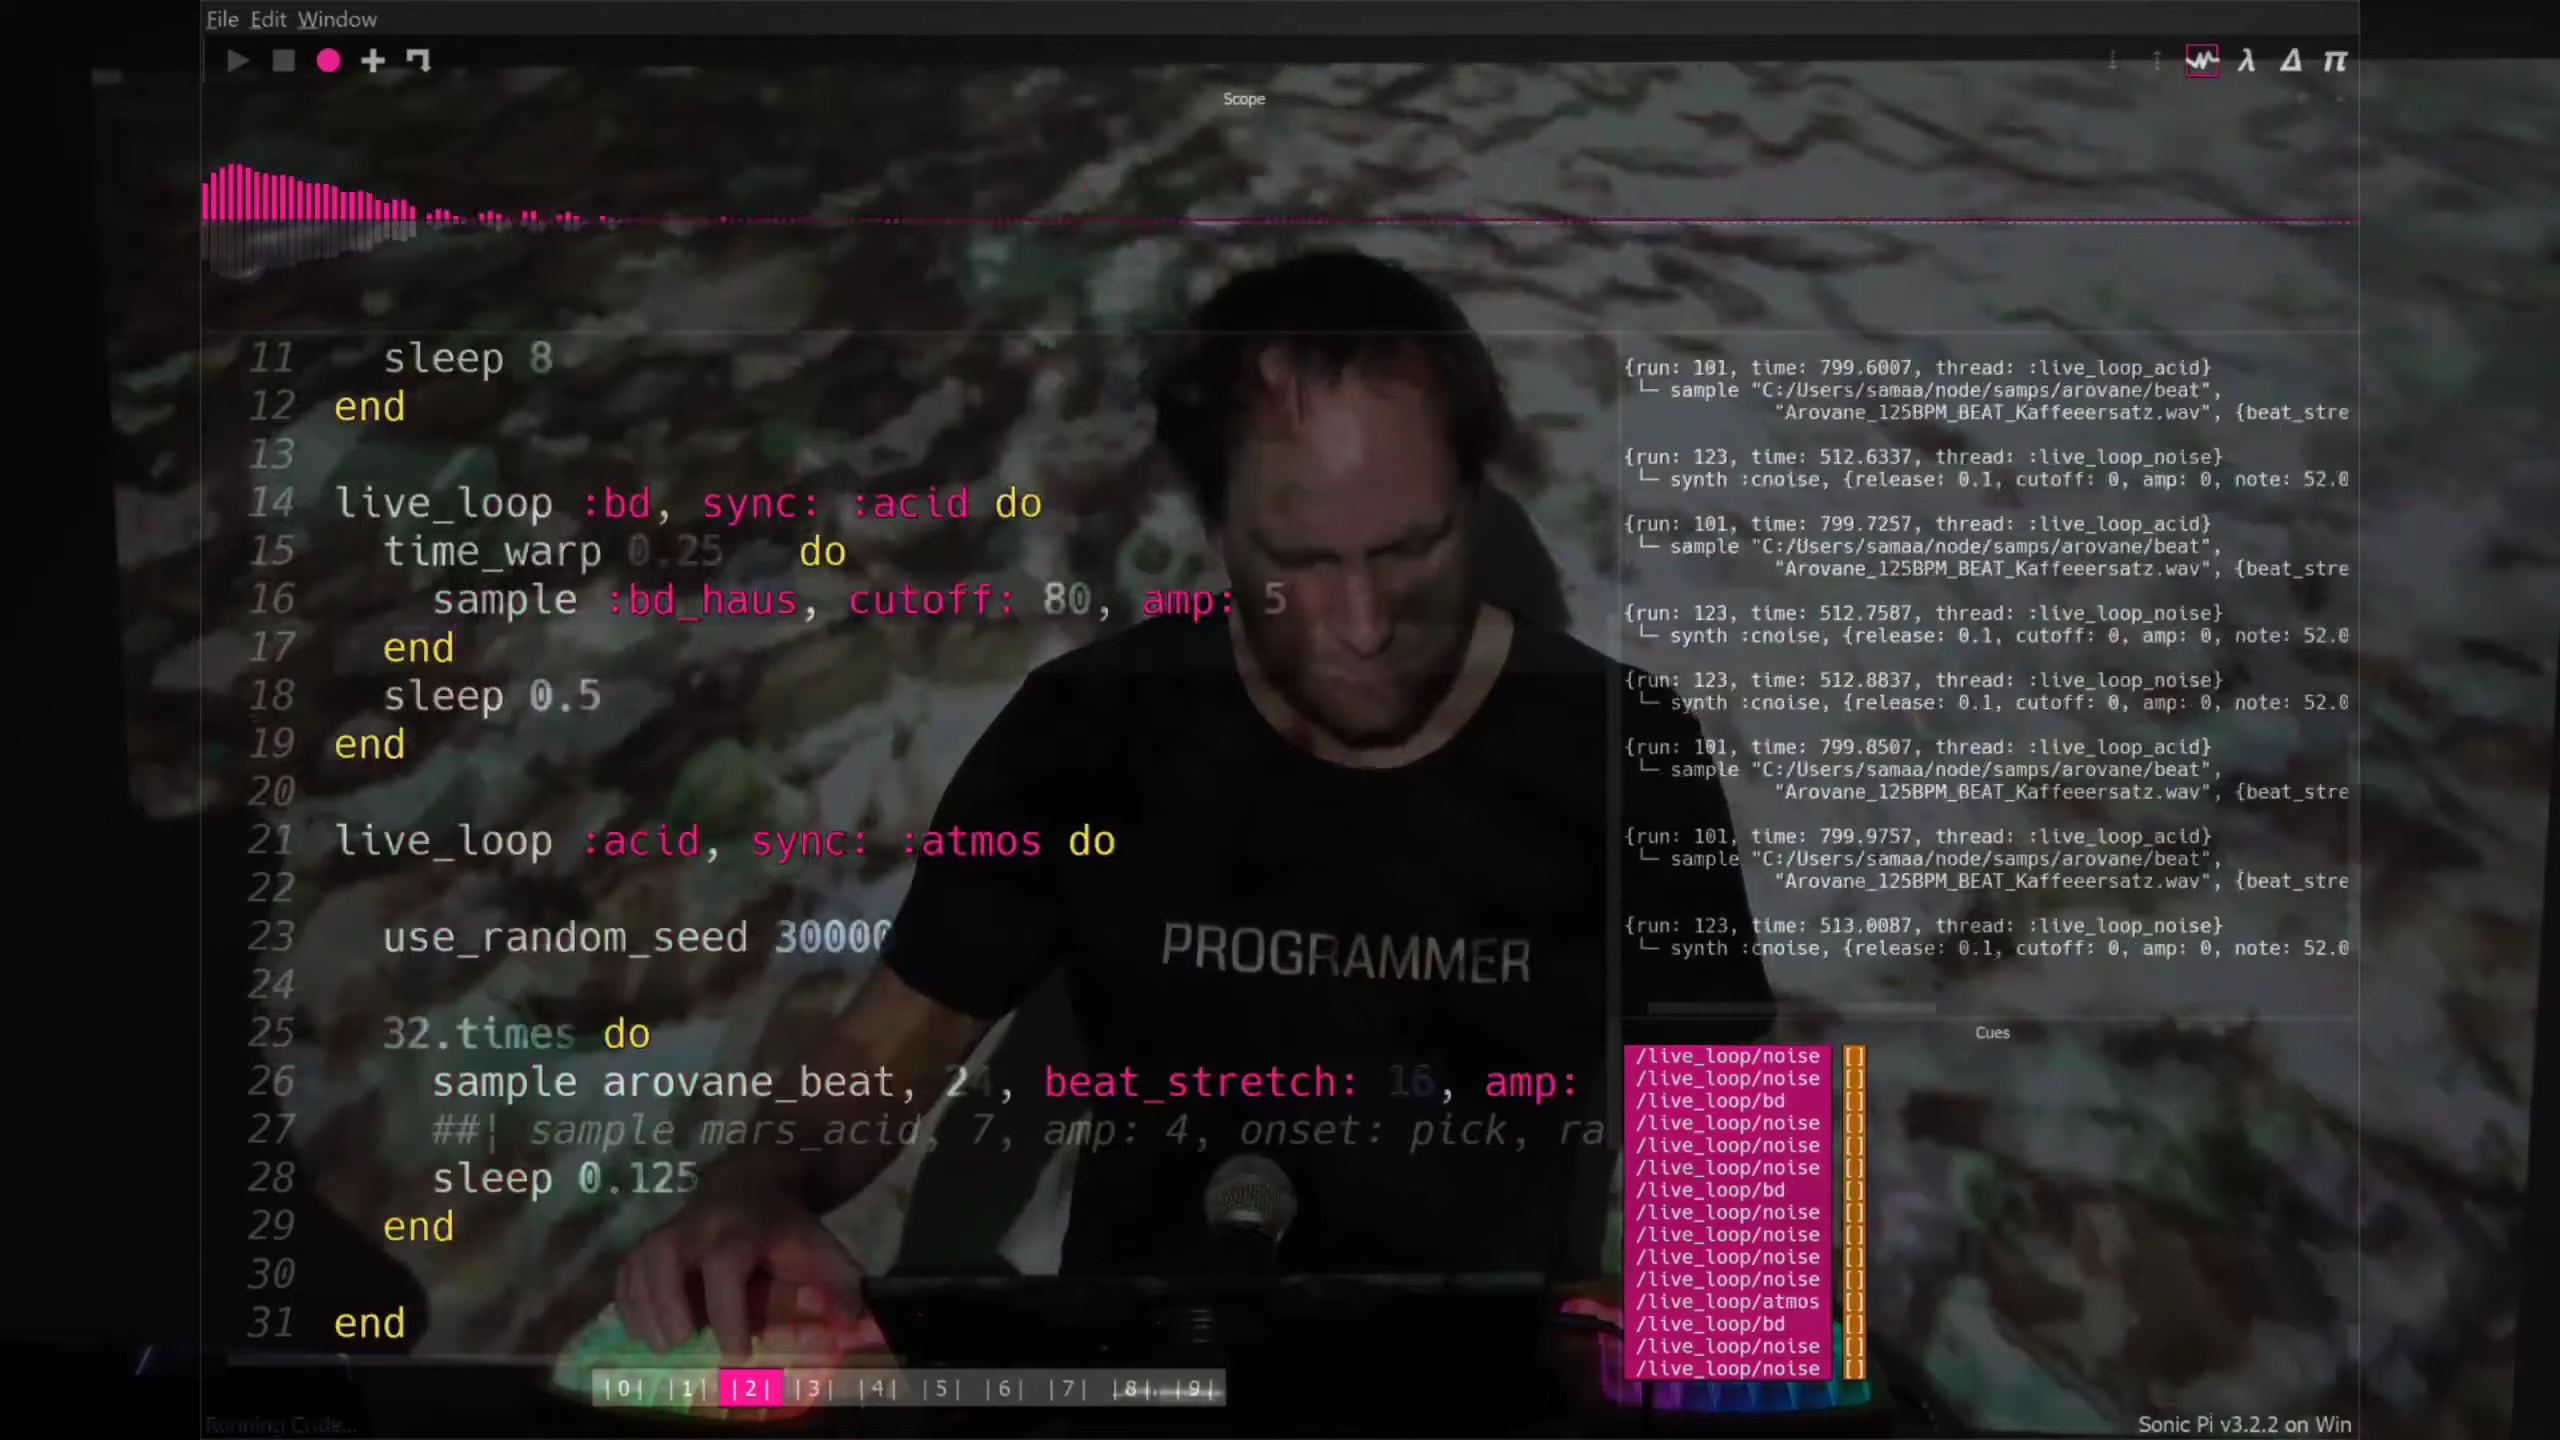 File Edit Window
Scope
11 sleep 8
12 end
13
14 live_loop :bd, sync: :acid do
15 time_warp 0.25 do
16 sample :bd_haus, cutoff: 80, amp: 5
17 end
18 sleep 0.5
19 end
20
21 live_loop :acid, sync: :atmos do
22
23 use_random_seed 30000
24
25 32.times do
26 sample arovane_beat, 24, beat_stretch: 16, amp:
27 ##| sample mars_acid, 7, amp: 4, onset: pick, ra
28 sleep 0.125
29 end
30
31 end
{run: 101, time: 799.6007, thread: :live_loop_acid}
└─ sample "C:/Users/samaa/node/samps/arovane/beat",
"Arovane_125BPM_BEAT_Kaffeeersatz.wav", {beat_stre
{run: 123, time: 512.6337, thread: :live_loop_noise}
└─ synth :cnoise, {release: 0.1, cutoff: 0, amp: 0, note: 52.0
{run: 101, time: 799.7257, thread: :live_loop_acid}
└─ sample "C:/Users/samaa/node/samps/arovane/beat",
"Arovane_125BPM_BEAT_Kaffeeersatz.wav", {beat_stre
{run: 123, time: 512.7587, thread: :live_loop_noise}
└─ synth :cnoise, {release: 0.1, cutoff: 0, amp: 0, note: 52.0
{run: 123, time: 512.8837, thread: :live_loop_noise}
└─ synth :cnoise, {release: 0.1, cutoff: 0, amp: 0, note: 52.0
{run: 101, time: 799.8507, thread: :live_loop_acid}
└─ sample "C:/Users/samaa/node/samps/arovane/beat",
"Arovane_125BPM_BEAT_Kaffeeersatz.wav", {beat_stre
{run: 101, time: 799.9757, thread: :live_loop_acid}
└─ sample "C:/Users/samaa/node/samps/arovane/beat",
"Arovane_125BPM_BEAT_Kaffeeersatz.wav", {beat_stre
{run: 123, time: 513.0087, thread: :live_loop_noise}
└─ synth :cnoise, {release: 0.1, cutoff: 0, amp: 0, note: 52.0
PROGRAMMER
Cues
/live_loop/noise []
/live_loop/noise []
/live_loop/bd []
/live_loop/noise []
/live_loop/noise []
/live_loop/noise []
/live_loop/bd []
/live_loop/noise []
/live_loop/noise []
/live_loop/noise []
/live_loop/noise []
/live_loop/atmos []
/live_loop/bd []
/live_loop/noise []
/live_loop/noise []
|0| |1| |2| |3| |4| |5| |6| |7| |8| |9|
Running Code...
Sonic Pi v3.2.2 on Win